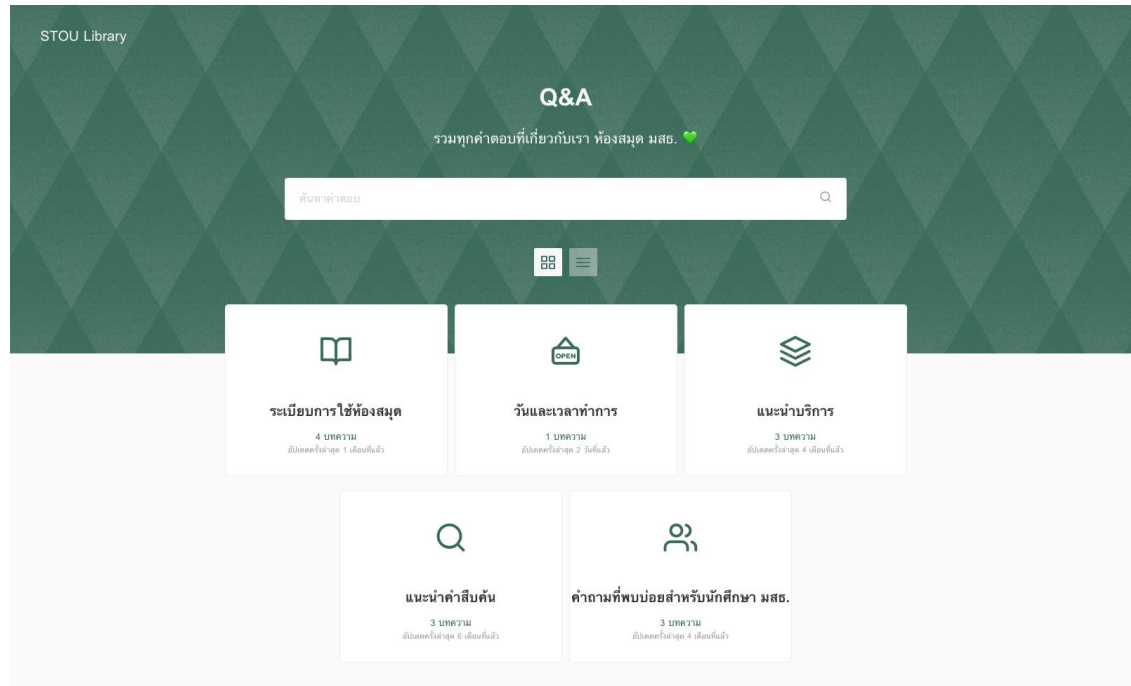 STOU Library
Q&A
รวมทุกคำตอบที่เกี่ยวกับเรา ห้องสมุด มสธ. 💚
ค้นหาคำตอบ
OPEN
ระเบียบการใช้ห้องสมุด
4 บทความ
อัปเดตครั้งล่าสุด 1 เดือนที่แล้ว
วันและเวลาทำการ
1 บทความ
อัปเดตครั้งล่าสุด 2 วันที่แล้ว
แนะนำบริการ
3 บทความ
อัปเดตครั้งล่าสุด 4 เดือนที่แล้ว
แนะนำคำสืบค้น
3 บทความ
อัปเดตครั้งล่าสุด 6 เดือนที่แล้ว
คำถามที่พบบ่อยสำหรับนักศึกษา มสธ.
3 บทความ
อัปเดตครั้งล่าสุด 4 เดือนที่แล้ว